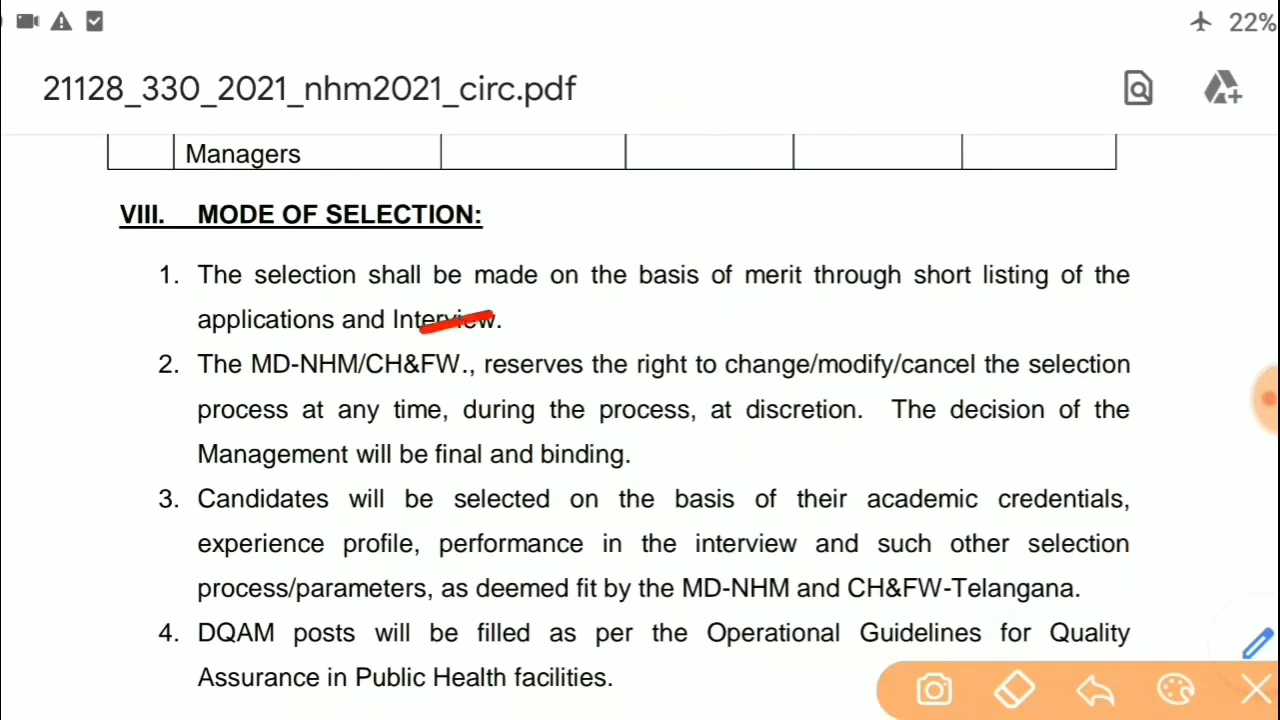 22%
21128_330_2021_nhm2021_circ.pdf
Managers
VIII. MODE OF SELECTION:
1. The selection shall be made on the basis of merit through short listing of the
applications and Interview.
2. The MD-NHM/CH&FW., reserves the right to change/modify/cancel the selection
process at any time, during the process, at discretion. The decision of the
Management will be final and binding.
3. Candidates will be selected on the basis of their academic credentials,
experience profile, performance in the interview and such other selection
process/parameters, as deemed fit by the MD-NHM and CH&FW-Telangana.
4. DQAM posts will be filled as per the Operational Guidelines for Quality
Assurance in Public Health facilities.